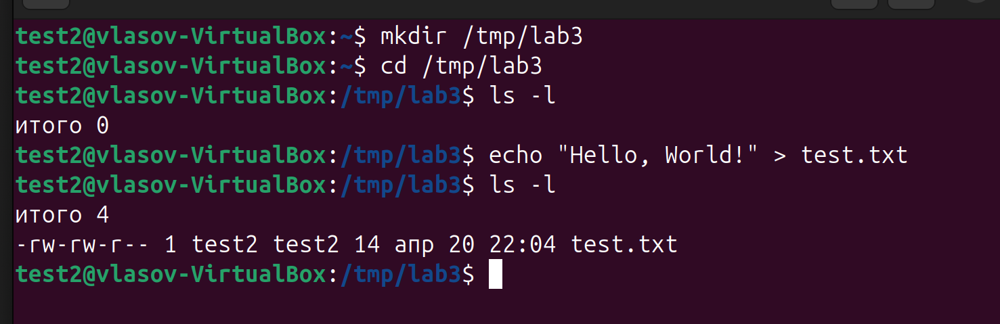 test2@vlasov-VirtualBox:~$ mkdir /tmp/lab3
test2@vlasov-VirtualBox:~$ cd /tmp/lab3
test2@vlasov-VirtualBox:/tmp/lab3$ ls -l
итого 0
test2@vlasov-VirtualBox:/tmp/lab3$ echo "Hello, World!" > test.txt
test2@vlasov-VirtualBox:/tmp/lab3$ ls -l
итого 4
-rw-rw-r-- 1 test2 test2 14 апр 20 22:04 test.txt
test2@vlasov-VirtualBox:/tmp/lab3$